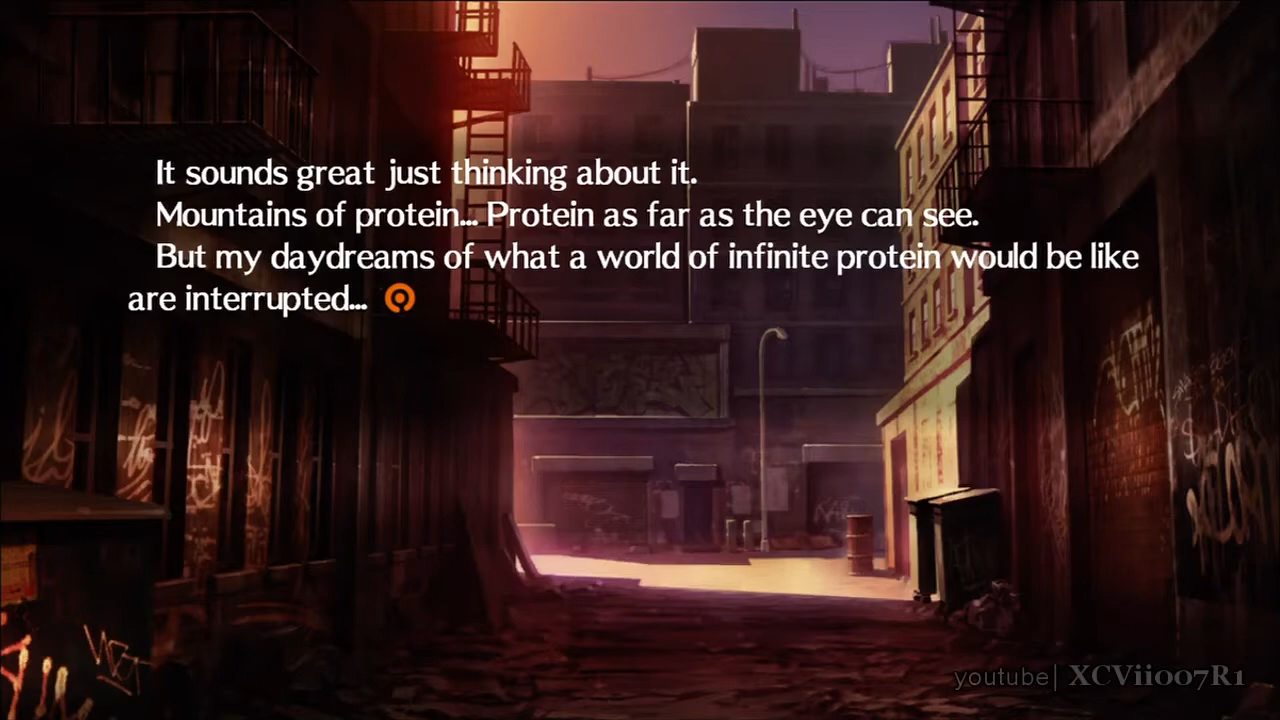 It sounds great just thinking about it.
Mountains of protein... Protein as far as the eye can see.
But my daydreams of what a world of infinite protein would be like
are interrupted...
youtube| XCViii007R1